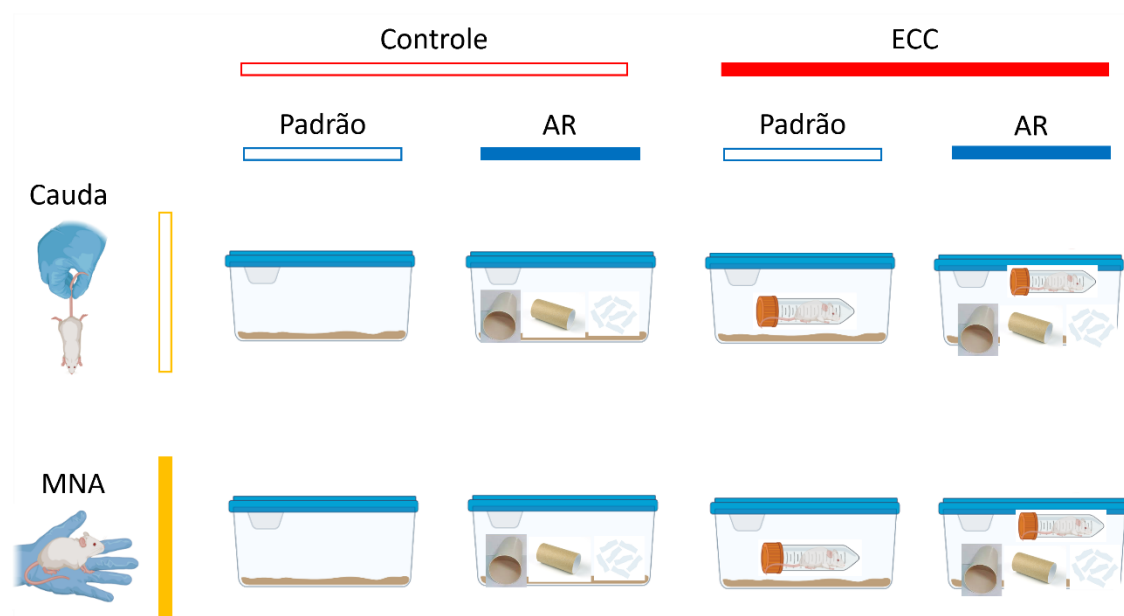 Controle
ECC
Padrão
AR
Padrão
AR
Cauda
MNA